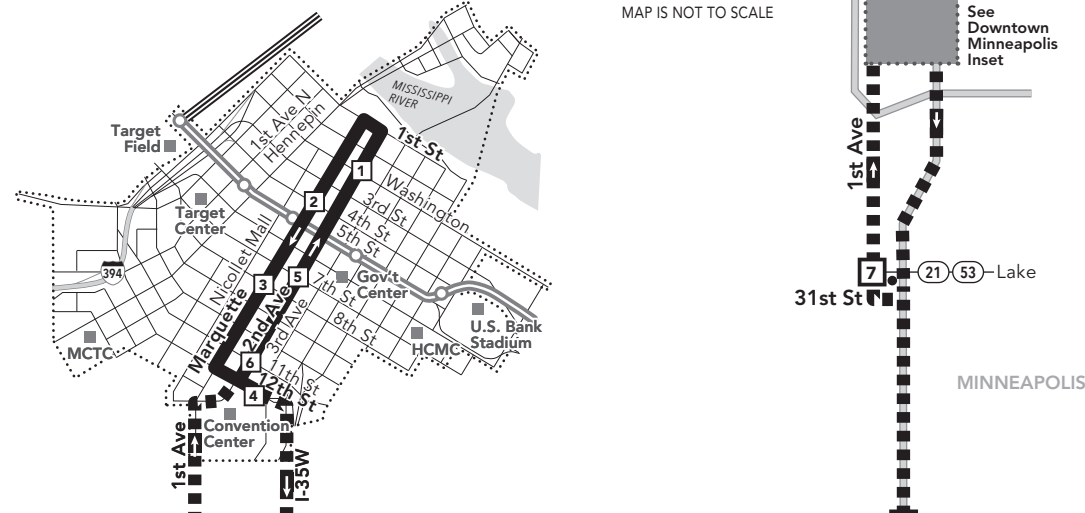 MAP IS NOT TO SCALE
See
Downtown
Minneapolis
Inset
MISSISSIPPI
RIVER
Target
Field
1st Ave N
Hennepin
1st St
1
2
Washington
3rd St
4th St
5th St
Target
Center
Nicollet Mall
394
3
5
Gov't
Center
7th St
8th St
Marquette
2nd Ave
3rd Ave
U.S. Bank
Stadium
HCMC
MCTC
6
11th St
12th St
4
Convention
Center
1st Ave
I-35W
1st Ave
7
21
53
Lake
31st St
MINNEAPOLIS